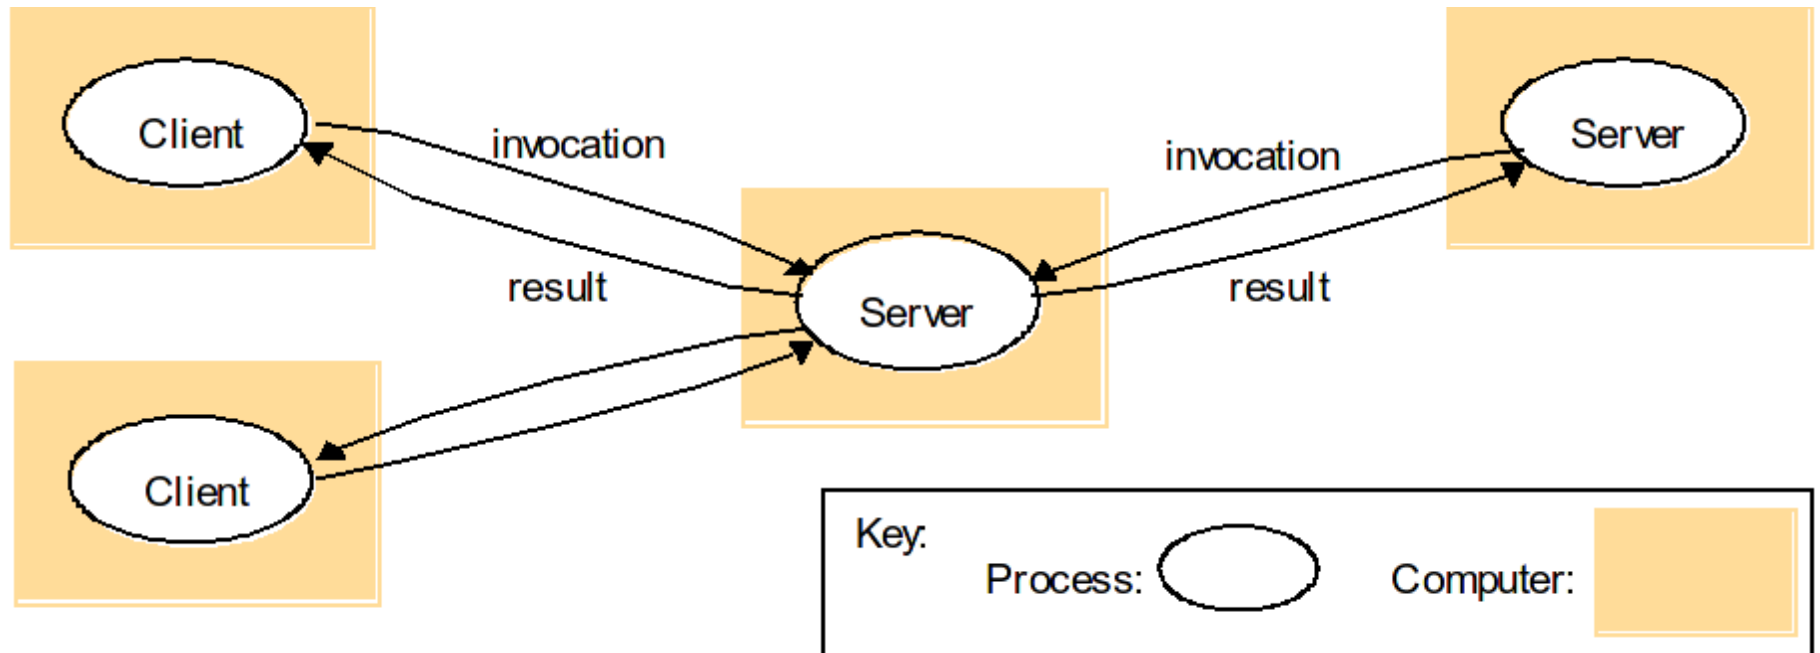 Client
invocation
result
Server
invocation
result
Server
Client
Key:
Process:
Computer: